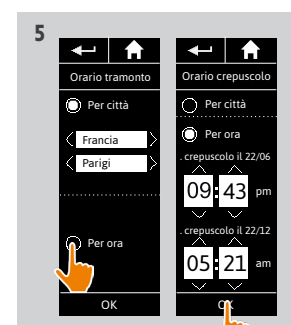 5
Orario tramonto
Per città
Francia
Parigi
Per ora
OK
Orario crepuscolo
Per città
Per ora
. crepuscolo il 22/06
09:43 pm
. crepuscolo il 22/12
05:21 am